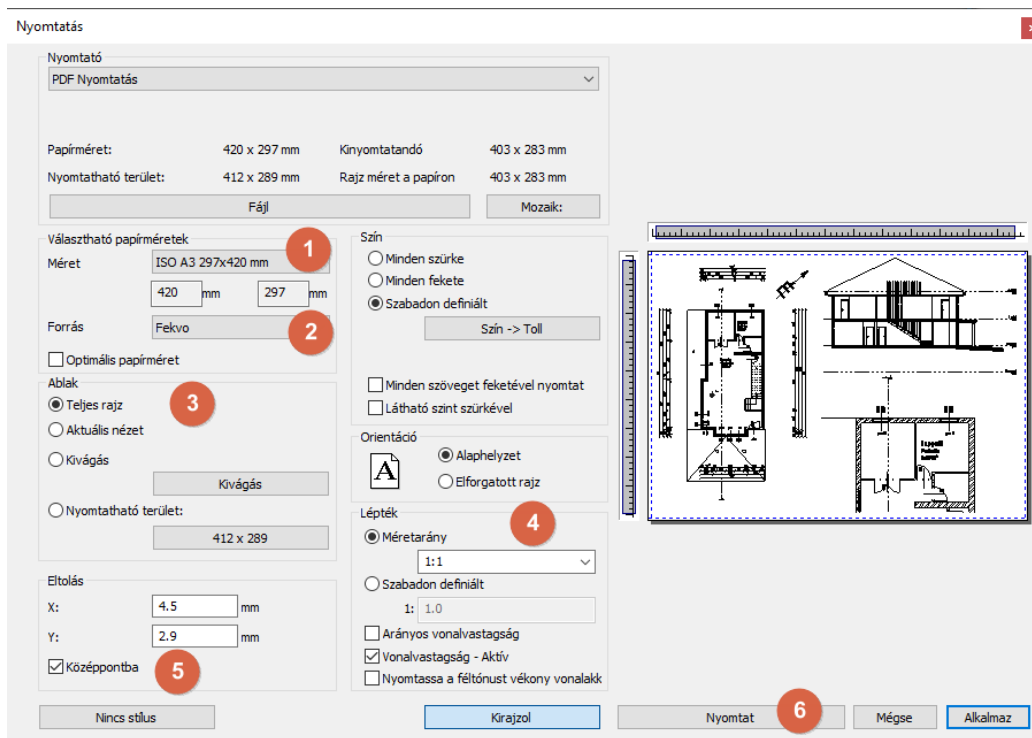 Nyomtatás
Nyomtató
PDF Nyomtatás
Papírméret: 420 x 297 mm Kinyomtatandó 403 x 283 mm
Nyomtatható terület: 412 x 289 mm Rajz méret a papíron 403 x 283 mm
Fájl Mozaik:
Választható papírméretek
Méret ISO A3 297x420 mm 1
420 mm 297 mm
Forrás Fekvo 2
Optimális papírméret
Ablak
Teljes rajz 3
Aktuális nézet
Kivágás
Kivágás
Nyomtatható terület:
412 x 289
Eltolás
X: 4.5 mm
Y: 2.9 mm
Középpontba 5
Nincs stílus
Szín
Minden szürke
Minden fekete
Szabadon definiált
Szín -> Toll
Minden szöveget feketével nyomtat
Látható szint szürkével
Orientáció
A
Alaphelyzet
Elforgatott rajz
Lépték 4
Méretarány
1:1
Szabadon definiált
1: 1.0
Arányos vonalvastagság
Vonalvastagság - Aktív
Nyomtassa a féltónust vékony vonalakk
Kirajzol
Nyomtat 6 Mégse Alkalmaz